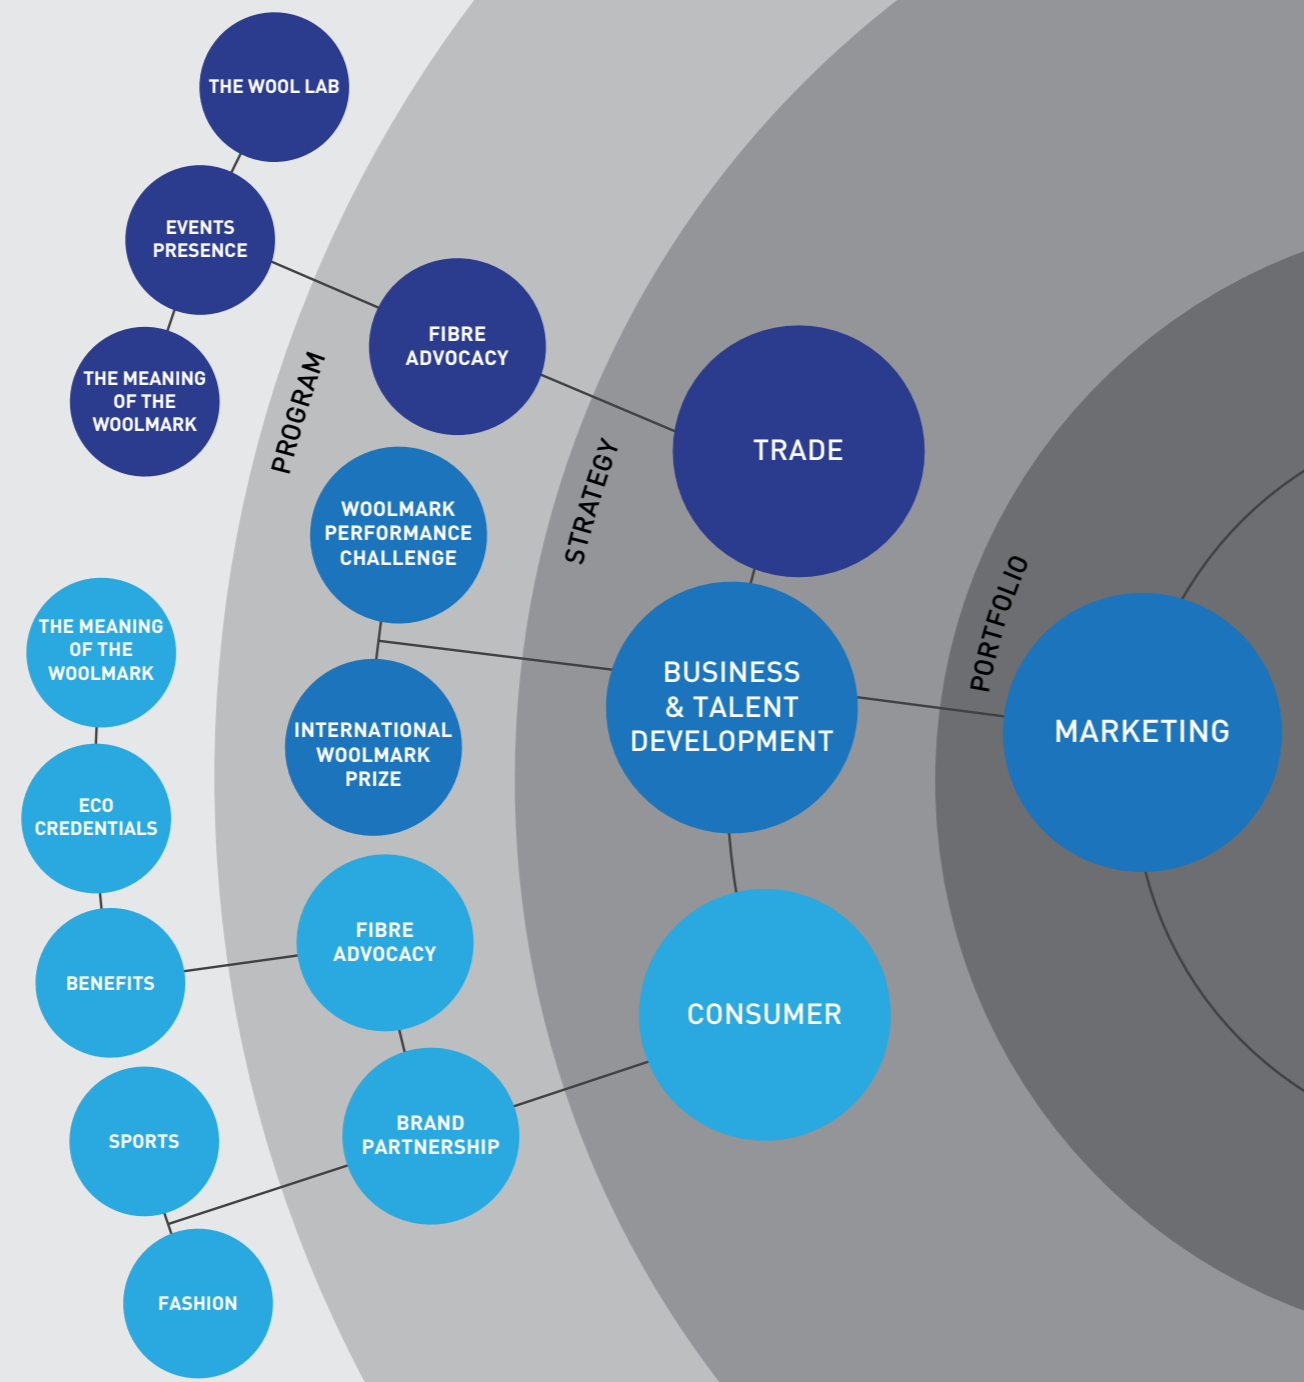 THE WOOL LAB
EVENTS
PRESENCE
THE MEANING
OF THE
WOOLMARK
FIBRE
ADVOCACY
TRADE
PROGRAM
STRATEGY
PORTFOLIO
WOOLMARK
PERFORMANCE
CHALLENGE
INTERNATIONAL
WOOLMARK
PRIZE
BUSINESS
& TALENT
DEVELOPMENT
MARKETING
THE MEANING
OF THE
WOOLMARK
ECO
CREDENTIALS
BENEFITS
FIBRE
ADVOCACY
CONSUMER
BRAND
PARTNERSHIP
SPORTS
FASHION